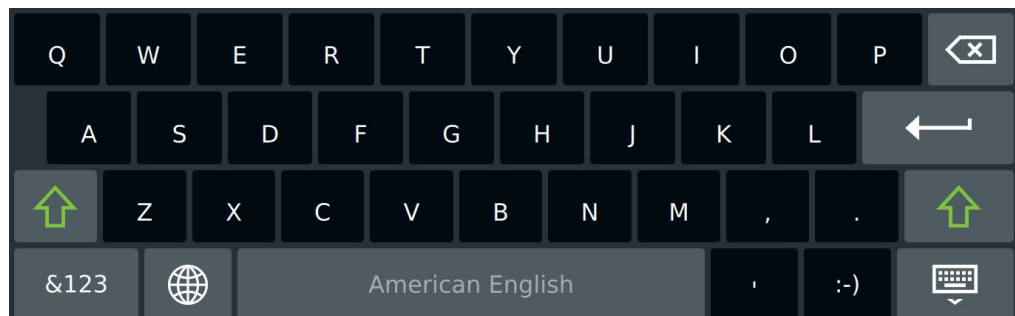 Q W E R T Y U I O P
A S D F G H J K L
Z X C V B N M , .
&123 American English ' :-)